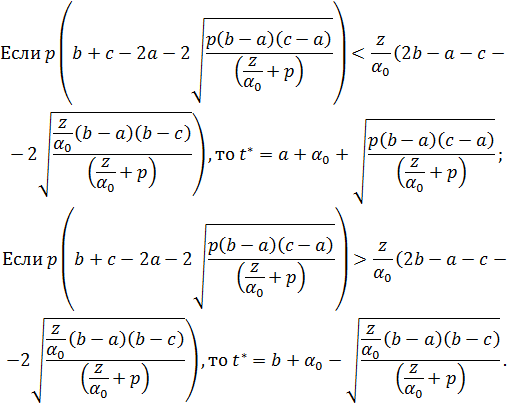 Если p ( b + c − 2a − 2 √( p(b − a)(c − a) / (z/α₀ + p) ) ) < z/α₀ (2b − a − c −
− 2 √( z/α₀ (b − a)(b − c) / (z/α₀ + p) ) ), то t* = a + α₀ + √( p(b − a)(c − a) / (z/α₀ + p) );
Если p ( b + c − 2a − 2 √( p(b − a)(c − a) / (z/α₀ + p) ) ) > z/α₀ (2b − a − c −
−2 √( z/α₀ (b − a)(b − c) / (z/α₀ + p) ) ), то t* = b + α₀ − √( z/α₀ (b − a)(b − c) / (z/α₀ + p) ).